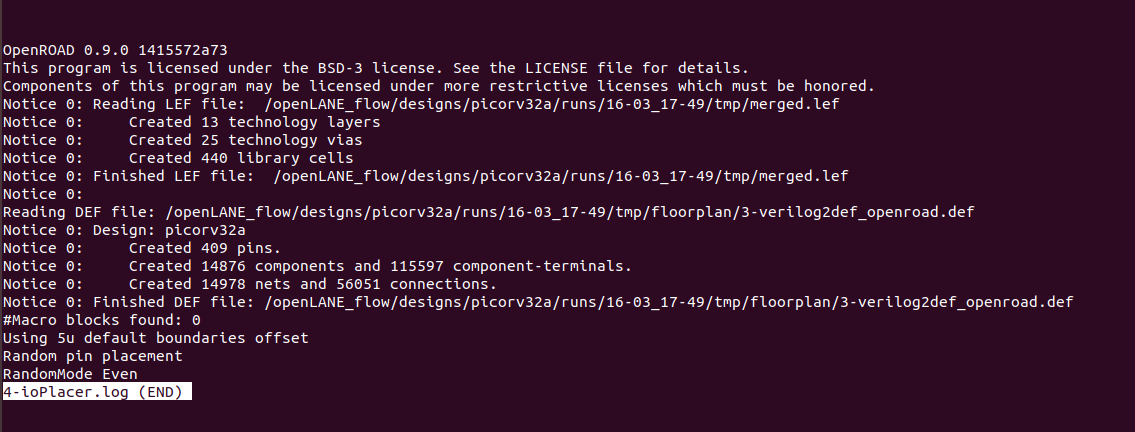 OpenROAD 0.9.0 1415572a73
This program is licensed under the BSD-3 license. See the LICENSE file for details.
Components of this program may be licensed under more restrictive licenses which must be honored.
Notice 0: Reading LEF file:  /openLANE_flow/designs/picorv32a/runs/16-03_17-49/tmp/merged.lef
Notice 0:     Created 13 technology layers
Notice 0:     Created 25 technology vias
Notice 0:     Created 440 library cells
Notice 0: Finished LEF file:  /openLANE_flow/designs/picorv32a/runs/16-03_17-49/tmp/merged.lef
Notice 0:
Reading DEF file: /openLANE_flow/designs/picorv32a/runs/16-03_17-49/tmp/floorplan/3-verilog2def_openroad.def
Notice 0: Design: picorv32a
Notice 0:     Created 409 pins.
Notice 0:     Created 14876 components and 115597 component-terminals.
Notice 0:     Created 14978 nets and 56051 connections.
Notice 0: Finished DEF file: /openLANE_flow/designs/picorv32a/runs/16-03_17-49/tmp/floorplan/3-verilog2def_openroad.def
#Macro blocks found: 0
Using 5u default boundaries offset
Random pin placement
RandomMode Even
4-ioPlacer.log (END)